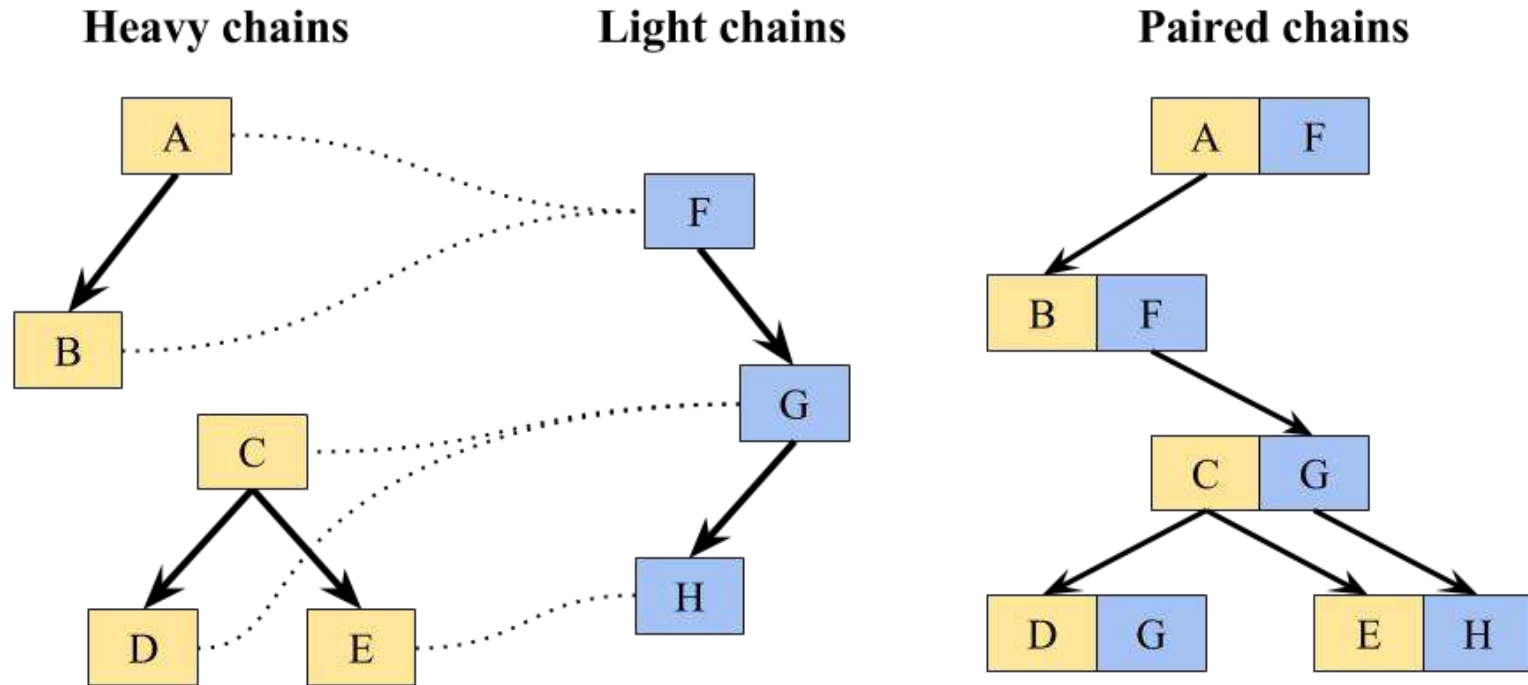 Heavy chains
Light chains
Paired chains
A
B
C
D
E
F
G
H
A F
B F
C G
D G
E H